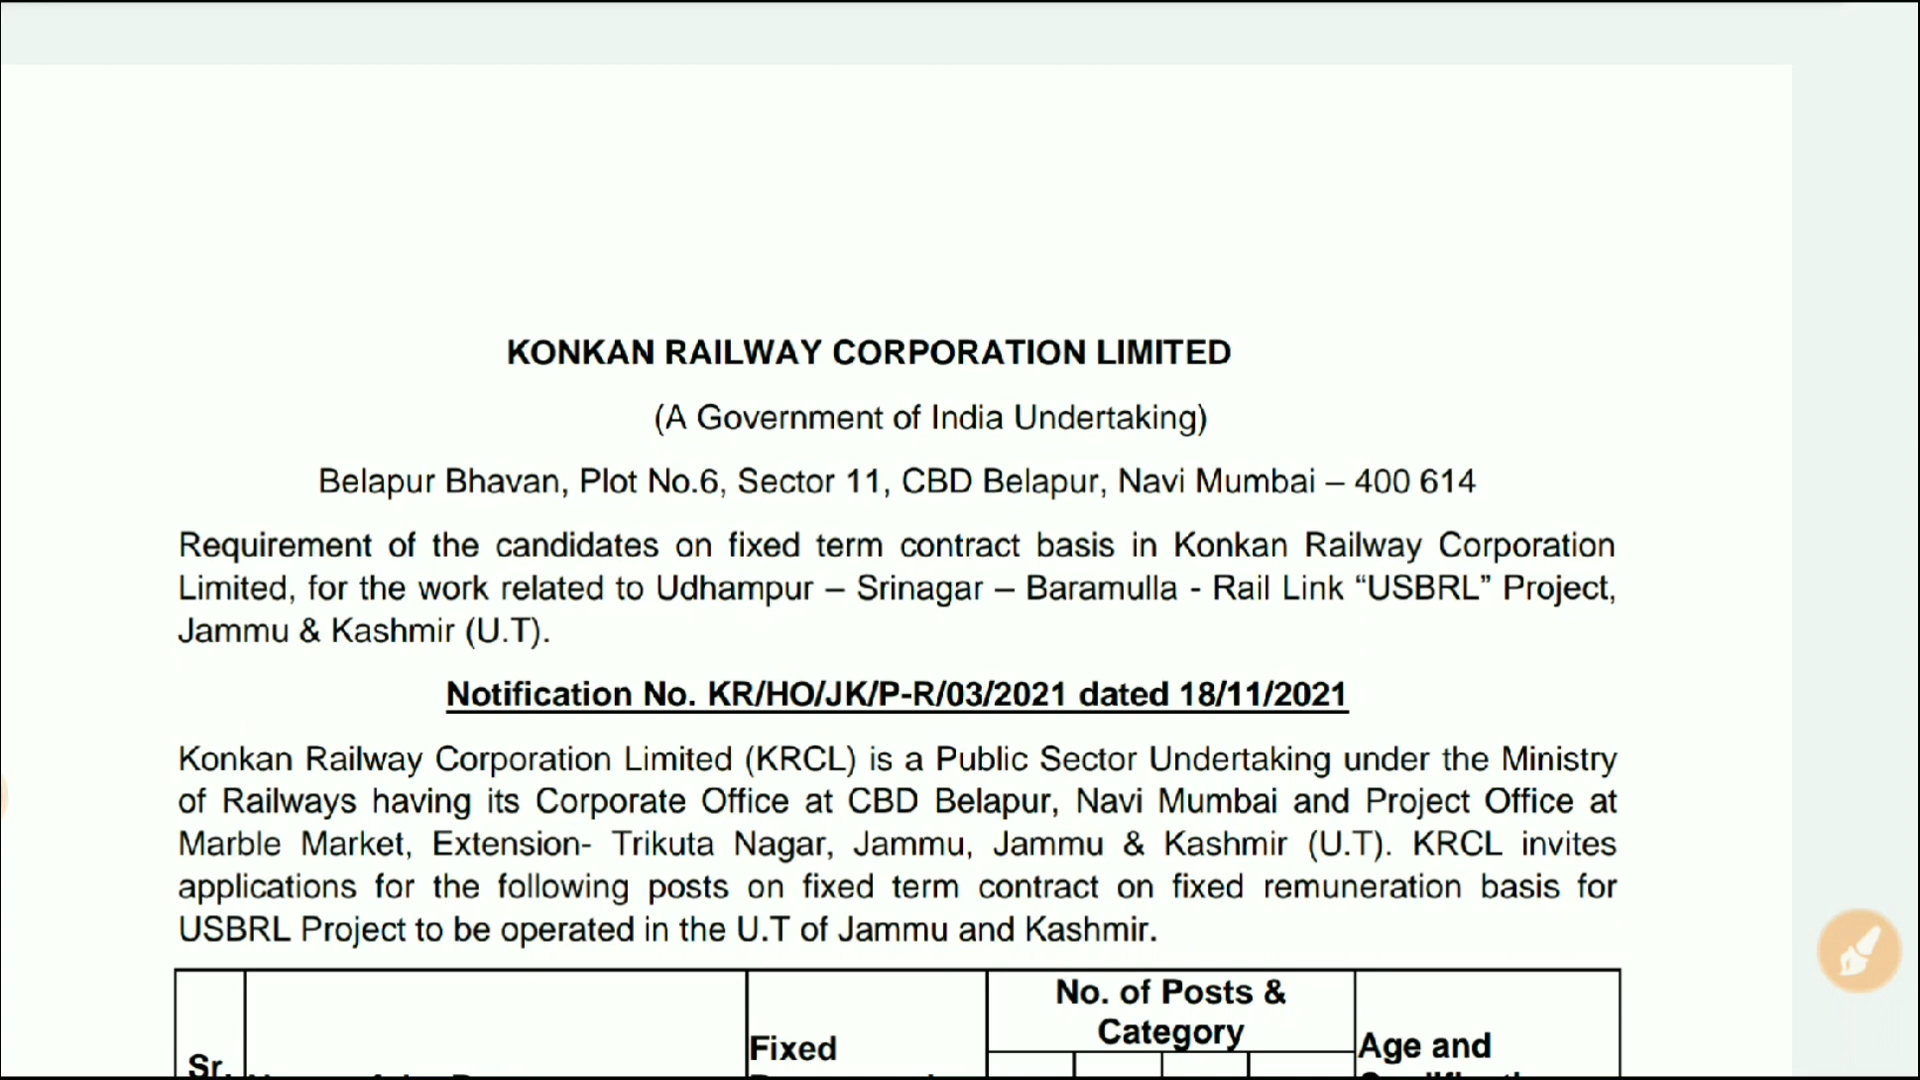 KONKAN RAILWAY CORPORATION LIMITED
(A Government of India Undertaking)
Belapur Bhavan, Plot No.6, Sector 11, CBD Belapur, Navi Mumbai – 400 614
Requirement of the candidates on fixed term contract basis in Konkan Railway Corporation
Limited, for the work related to Udhampur – Srinagar – Baramulla - Rail Link “USBRL” Project,
Jammu & Kashmir (U.T).
Notification No. KR/HO/JK/P-R/03/2021 dated 18/11/2021
Konkan Railway Corporation Limited (KRCL) is a Public Sector Undertaking under the Ministry
of Railways having its Corporate Office at CBD Belapur, Navi Mumbai and Project Office at
Marble Market, Extension- Trikuta Nagar, Jammu, Jammu & Kashmir (U.T). KRCL invites
applications for the following posts on fixed term contract on fixed remuneration basis for
USBRL Project to be operated in the U.T of Jammu and Kashmir.
No. of Posts &
Category
Fixed
Age and
Sr.